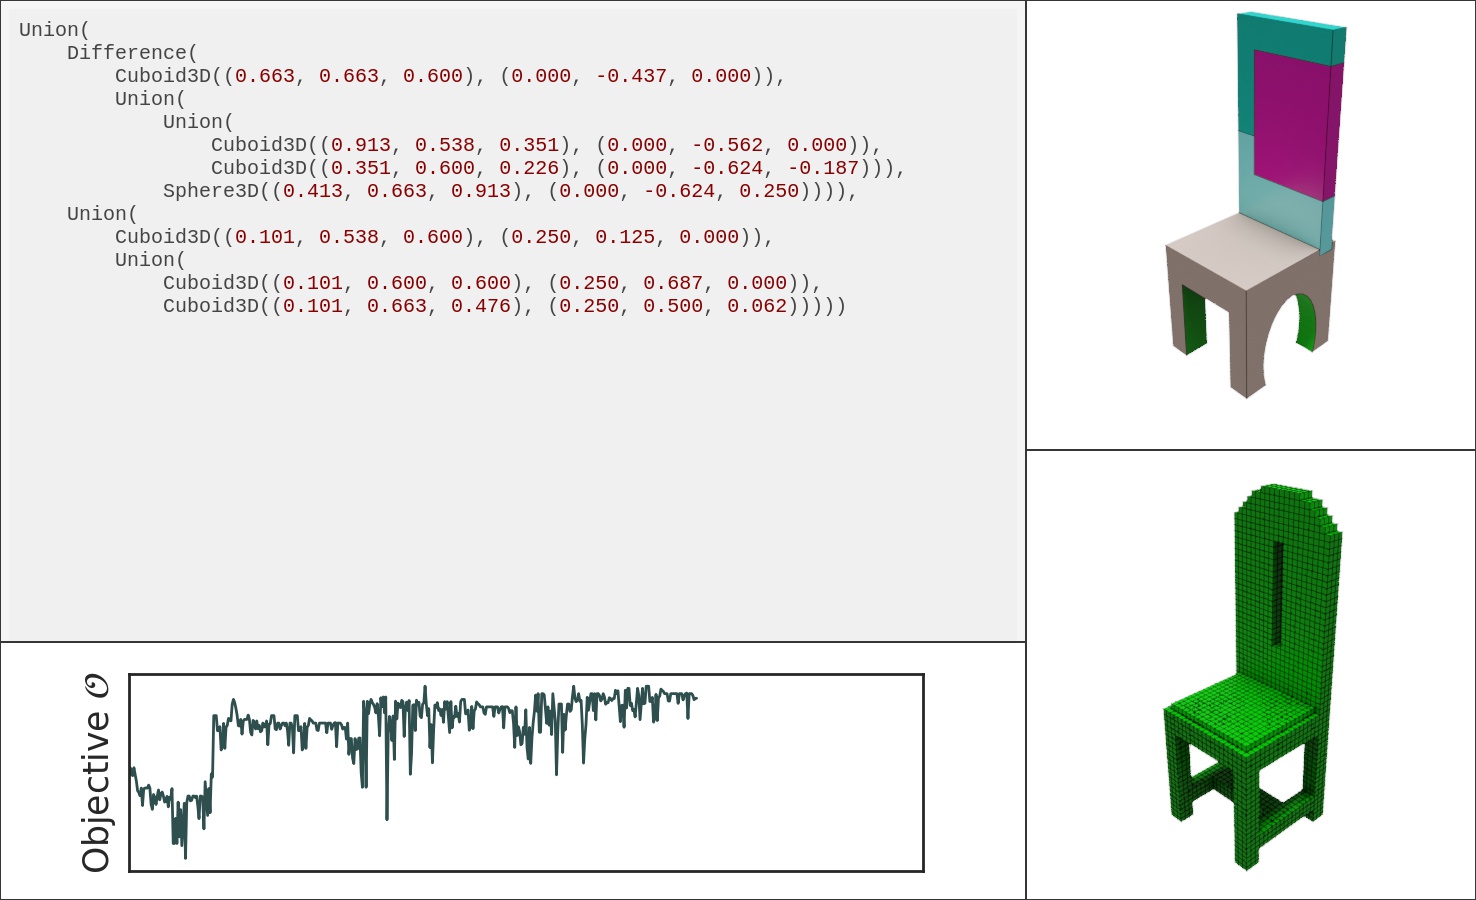 Union(
    Difference(
        Cuboid3D((0.663, 0.663, 0.600), (0.000, -0.437, 0.000)),
        Union(
            Union(
                Cuboid3D((0.913, 0.538, 0.351), (0.000, -0.562, 0.000)),
                Cuboid3D((0.351, 0.600, 0.226), (0.000, -0.624, -0.187))),
            Sphere3D((0.413, 0.663, 0.913), (0.000, -0.624, 0.250)))),
    Union(
        Cuboid3D((0.101, 0.538, 0.600), (0.250, 0.125, 0.000)),
        Union(
            Cuboid3D((0.101, 0.600, 0.600), (0.250, 0.687, 0.000)),
            Cuboid3D((0.101, 0.663, 0.476), (0.250, 0.500, 0.062)))))
Objective 𝒪